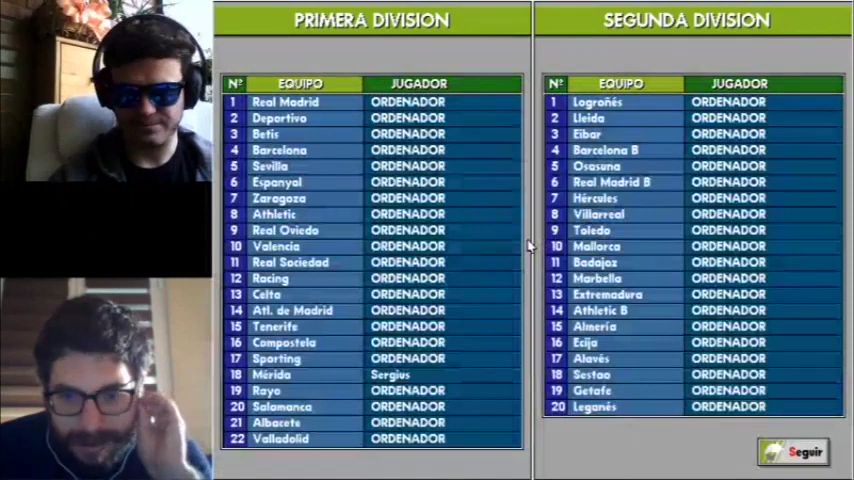 PRIMERA DIVISION
Nº EQUIPO JUGADOR
1 Real Madrid ORDENADOR
2 Deportivo ORDENADOR
3 Betis ORDENADOR
4 Barcelona ORDENADOR
5 Sevilla ORDENADOR
6 Espanyol ORDENADOR
7 Zaragoza ORDENADOR
8 Athletic ORDENADOR
9 Real Oviedo ORDENADOR
10 Valencia ORDENADOR
11 Real Sociedad ORDENADOR
12 Racing ORDENADOR
13 Celta ORDENADOR
14 Atl. de Madrid ORDENADOR
15 Tenerife ORDENADOR
16 Compostela ORDENADOR
17 Sporting ORDENADOR
18 Mérida Sergius
19 Rayo ORDENADOR
20 Salamanca ORDENADOR
21 Albacete ORDENADOR
22 Valladolid ORDENADOR
SEGUNDA DIVISION
Nº EQUIPO JUGADOR
1 Logroñés ORDENADOR
2 Lleida ORDENADOR
3 Eibar ORDENADOR
4 Barcelona B ORDENADOR
5 Osasuna ORDENADOR
6 Real Madrid B ORDENADOR
7 Hércules ORDENADOR
8 Villarreal ORDENADOR
9 Toledo ORDENADOR
10 Mallorca ORDENADOR
11 Badajoz ORDENADOR
12 Marbella ORDENADOR
13 Extremadura ORDENADOR
14 Athletic B ORDENADOR
15 Almería ORDENADOR
16 Ecija ORDENADOR
17 Alavés ORDENADOR
18 Sestao ORDENADOR
19 Getafe ORDENADOR
20 Leganés ORDENADOR
Seguir